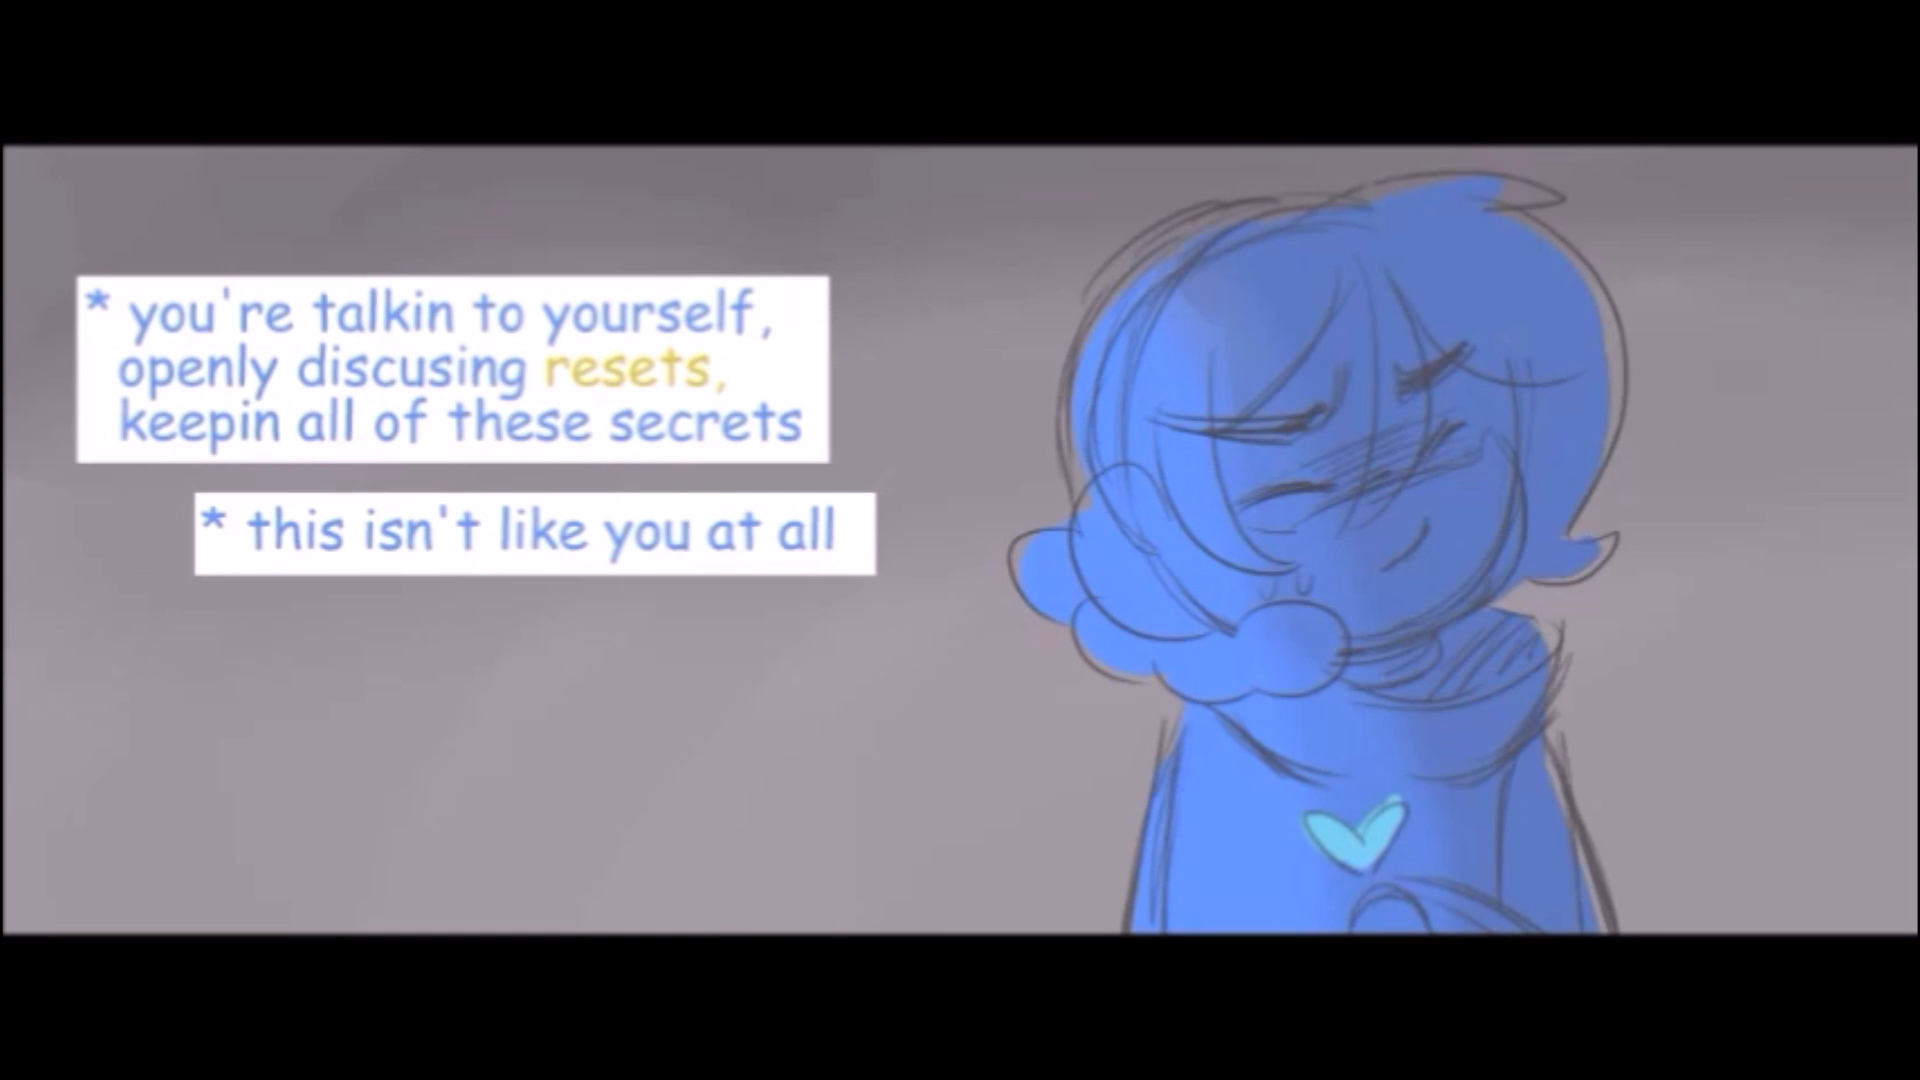 * you're talkin to yourself,
openly discusing resets,
keepin all of these secrets
* this isn't like you at all